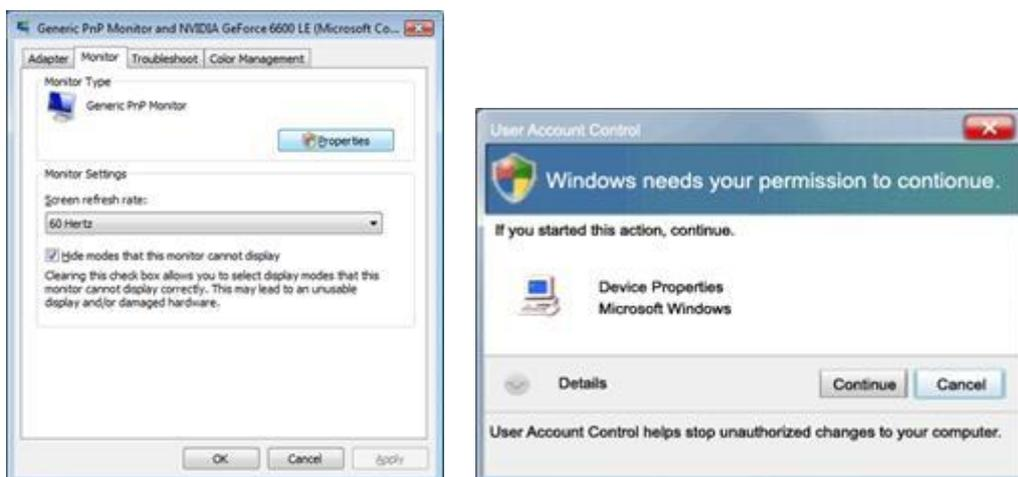 Generic PnP Monitor and NVIDIA GeForce 6600 LE (Microsoft Co...
Adapter Monitor Troubleshoot Color Management
Monitor Type
Generic PnP Monitor
Properties
Monitor Settings
Screen refresh rate:
60 Hertz
Hide modes that this monitor cannot display
Clearing this check box allows you to select display modes that this
monitor cannot display correctly. This may lead to an unusable
display and/or damaged hardware.
OK Cancel Apply
User Account Control
Windows needs your permission to contionue.
If you started this action, continue.
Device Properties
Microsoft Windows
Details Continue Cancel
User Account Control helps stop unauthorized changes to your computer.